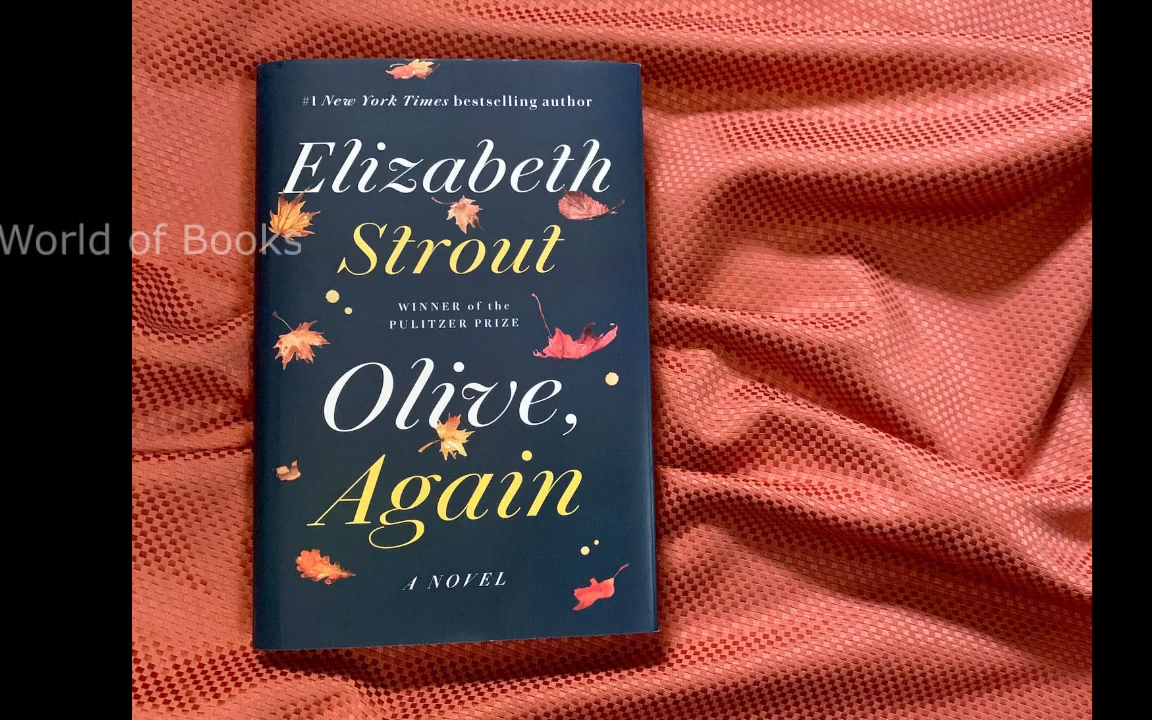 #1 New York Times bestselling author
Elizabeth
Strout
World of Books
WINNER of the
PULITZER PRIZE
Olive,
Again
A NOVEL